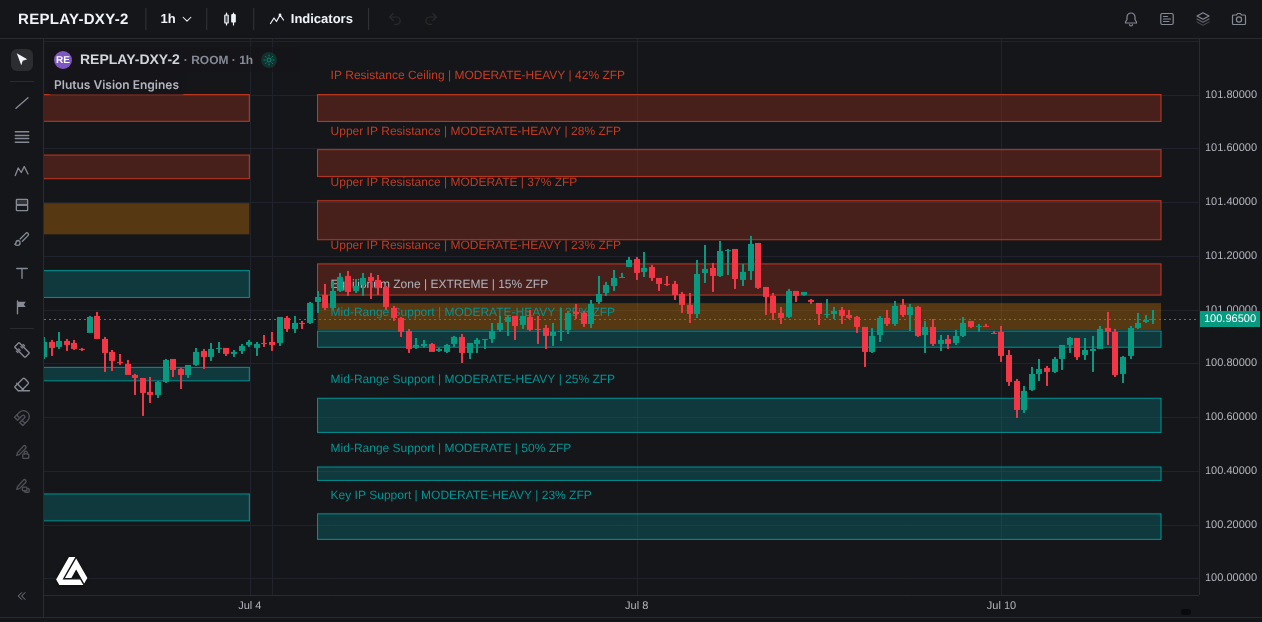 REPLAY-DXY-2
1h
Indicators
RE REPLAY-DXY-2 · ROOM · 1h
Plutus Vision Engines
IP Resistance Ceiling | MODERATE-HEAVY | 42% ZFP
101.80000
Upper IP Resistance | MODERATE-HEAVY | 28% ZFP
101.60000
Upper IP Resistance | MODERATE | 37% ZFP
101.40000
Upper IP Resistance | MODERATE-HEAVY | 23% ZFP
101.20000
Zone | EXTREME | 15% ZFP
101.00000
Mid-Range Support | MODERATE-HEAVY | ZFP
100.96500
100.80000
Mid-Range Support | MODERATE-HEAVY | 25% ZFP
100.60000
Mid-Range Support | MODERATE | 50% ZFP
100.40000
Key IP Support | MODERATE-HEAVY | 23% ZFP
100.20000
100.00000
Jul 4
Jul 8
Jul 10